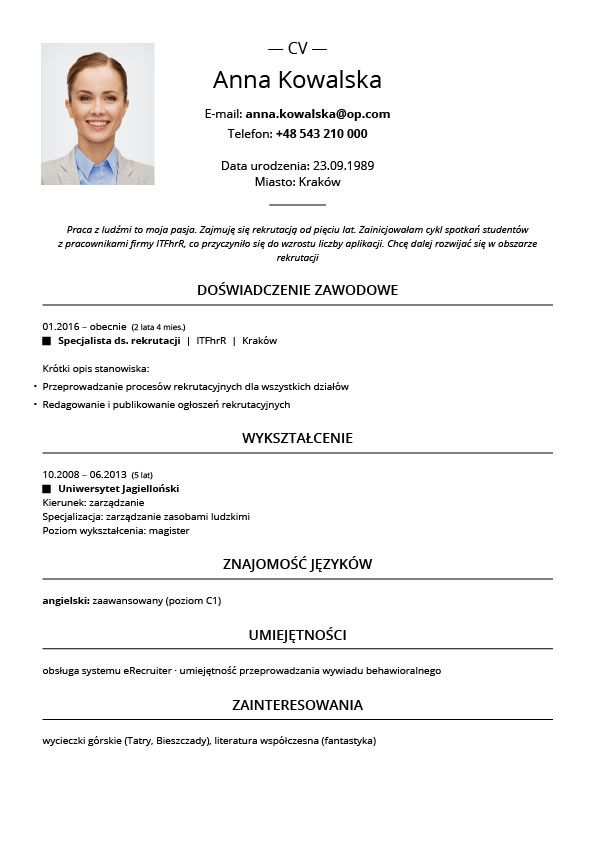 — CV —
Anna Kowalska
E-mail: anna.kowalska@op.com
Telefon: +48 543 210 000
Data urodzenia: 23.09.1989
Miasto: Kraków
Praca z ludźmi to moja pasja. Zajmuję się rekrutacją od pięciu lat. Zainicjowałam cykl spotkań studentów
z pracownikami firmy ITFhrR, co przyczyniło się do wzrostu liczby aplikacji. Chcę dalej rozwijać się w obszarze
rekrutacji
DOŚWIADCZENIE ZAWODOWE
01.2016 – obecnie (2 lata 4 mies.)
■ Specjalista ds. rekrutacji | ITFhrR | Kraków
Krótki opis stanowiska:
• Przeprowadzanie procesów rekrutacyjnych dla wszystkich działów
• Redagowanie i publikowanie ogłoszeń rekrutacyjnych
WYKSZTAŁCENIE
10.2008 – 06.2013 (5 lat)
■ Uniwersytet Jagielloński
Kierunek: zarządzanie
Specjalizacja: zarządzanie zasobami ludzkimi
Poziom wykształcenia: magister
ZNAJOMOŚĆ JĘZYKÓW
angielski: zaawansowany (poziom C1)
UMIEJĘTNOŚCI
obsługa systemu eRecruiter · umiejętność przeprowadzania wywiadu behawioralnego
ZAINTERESOWANIA
wycieczki górskie (Tatry, Bieszczady), literatura współczesna (fantastyka)